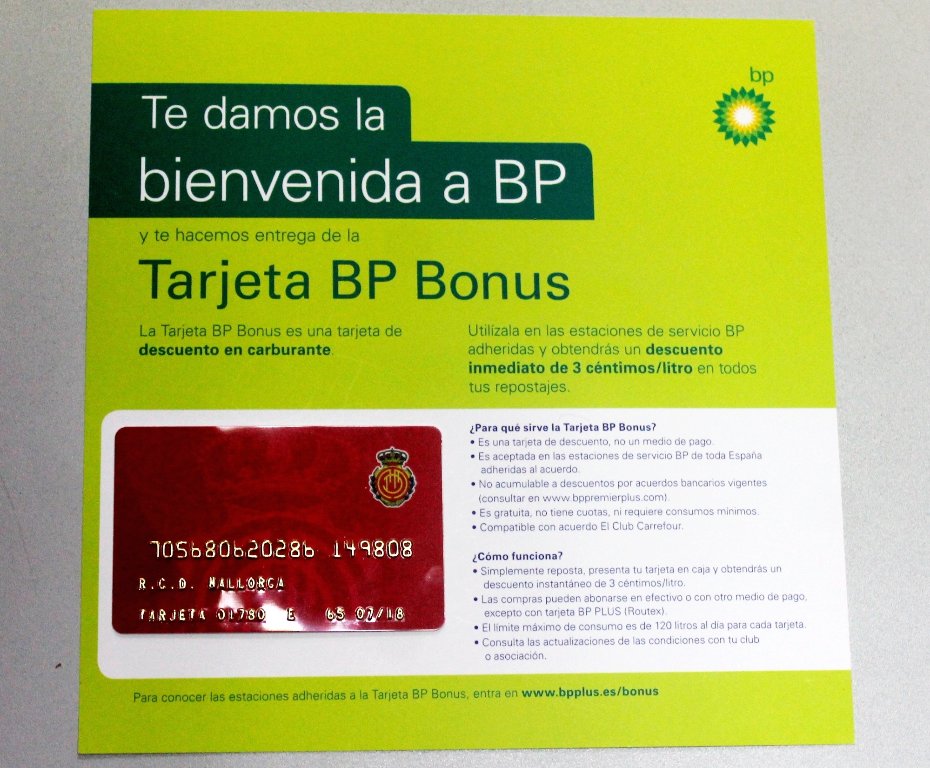 bp
Te damos la
bienvenida a BP
y te hacemos entrega de la
Tarjeta BP Bonus
La Tarjeta BP Bonus es una tarjeta de
descuento en carburante.
Utilízala en las estaciones de servicio BP
adheridas y obtendrás un descuento
inmediato de 3 céntimos/litro en todos
tus repostajes.
705680620286 149808
R.C.D. MALLORCA
TARJETA 01780 E 65 07/18
¿Para qué sirve la Tarjeta BP Bonus?
• Es una tarjeta de descuento, no un medio de pago.
• Es aceptada en las estaciones de servicio BP de toda España
adheridas al acuerdo.
• No acumulable a descuentos por acuerdos bancarios vigentes
(consultar en www.bppremierplus.com).
• Es gratuita, no tiene cuotas, ni requiere consumos mínimos.
• Compatible con acuerdo El Club Carrefour.
¿Cómo funciona?
• Simplemente reposta, presenta tu tarjeta en caja y obtendrás un
descuento instantáneo de 3 céntimos/litro.
• Las compras pueden abonarse en efectivo o con otro medio de pago,
excepto con tarjeta BP PLUS (Routex).
• El límite máximo de consumo es de 120 litros al día para cada tarjeta.
• Consulta las actualizaciones de las condiciones con tu club
o asociación.
Para conocer las estaciones adheridas a la Tarjeta BP Bonus, entra en www.bpplus.es/bonus